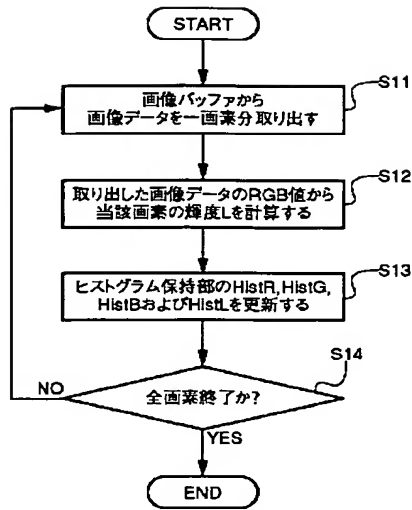 START
S11
画像バッファから
画像データを一画素分取り出す
S12
取り出した画像データのRGB値から
当該画素の輝度Lを計算する
S13
ヒストグラム保持部のHistR,HistG,
HistBおよびHistLを更新する
S14
全画素終了か?
NO
YES
END